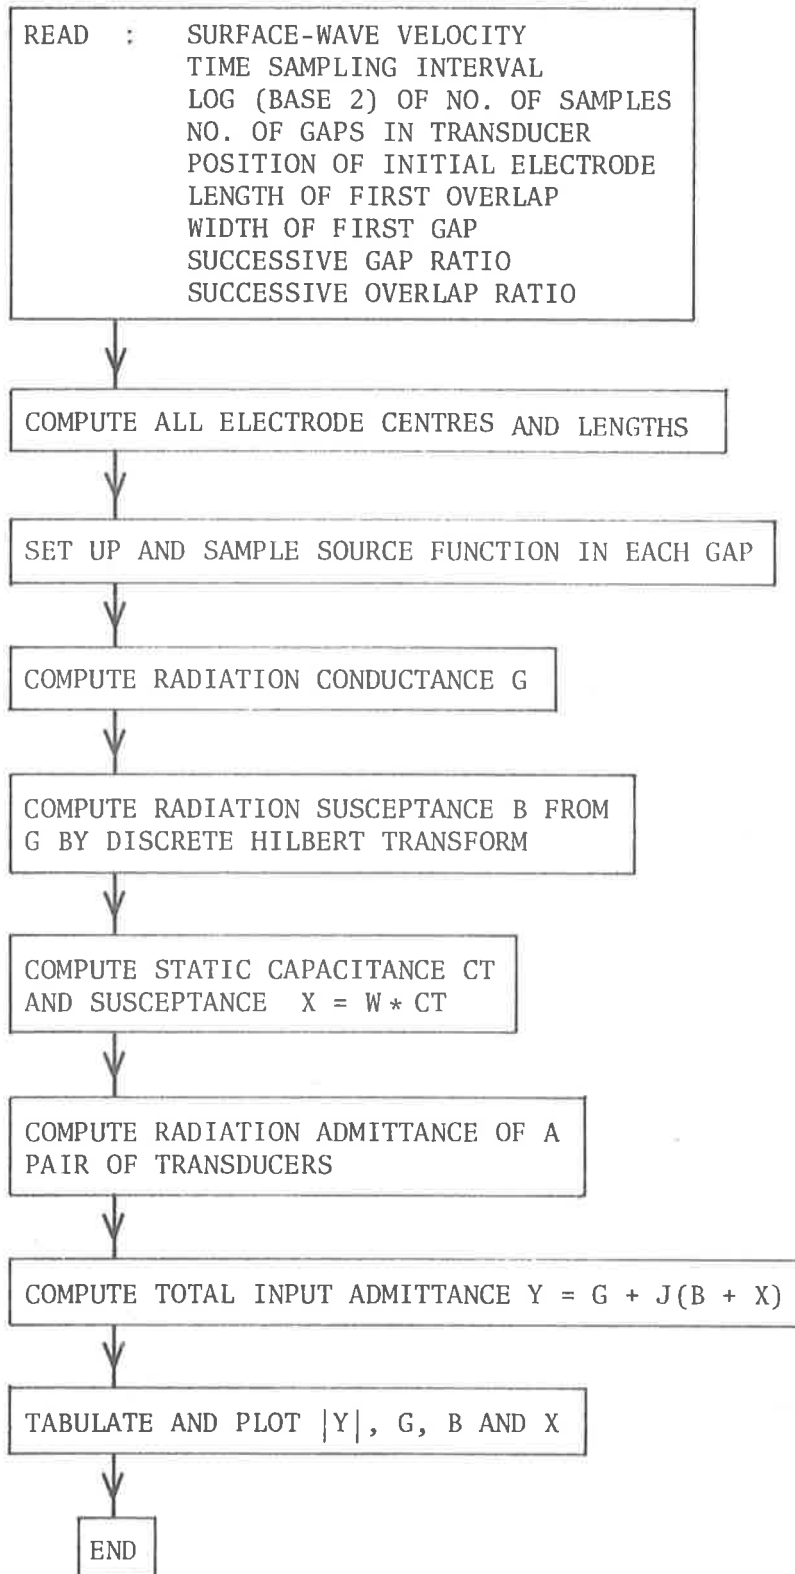 READ : SURFACE-WAVE VELOCITY
TIME SAMPLING INTERVAL
LOG (BASE 2) OF NO. OF SAMPLES
NO. OF GAPS IN TRANSDUCER
POSITION OF INITIAL ELECTRODE
LENGTH OF FIRST OVERLAP
WIDTH OF FIRST GAP
SUCCESSIVE GAP RATIO
SUCCESSIVE OVERLAP RATIO
COMPUTE ALL ELECTRODE CENTRES AND LENGTHS
SET UP AND SAMPLE SOURCE FUNCTION IN EACH GAP
COMPUTE RADIATION CONDUCTANCE G
COMPUTE RADIATION SUSCEPTANCE B FROM
G BY DISCRETE HILBERT TRANSFORM
COMPUTE STATIC CAPACITANCE CT
AND SUSCEPTANCE X = W * CT
COMPUTE RADIATION ADMITTANCE OF A
PAIR OF TRANSDUCERS
COMPUTE TOTAL INPUT ADMITTANCE Y = G + J(B + X)
TABULATE AND PLOT |Y|, G, B AND X
END